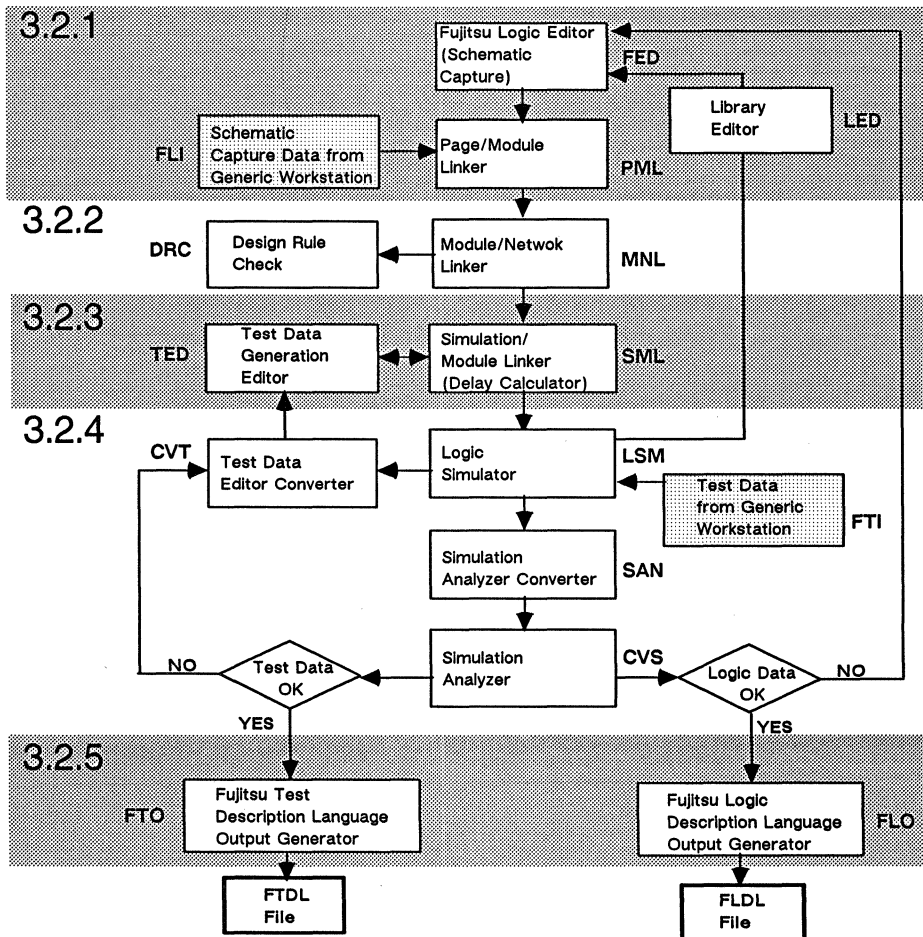 3.2.1
Fujitsu Logic Editor
(Schematic
Capture)
FED
Library
Editor
LED
Schematic
Capture Data from
Generic Workstation
FLI
Page/Module
Linker
PML
3.2.2
DRC
Design Rule
Check
Module/Netwok
Linker
MNL
3.2.3
TED
Test Data
Generation
Editor
Simulation/
Module Linker
(Delay Calculator)
SML
3.2.4
CVT
Test Data
Editor Converter
Logic
Simulator
LSM
Test Data
from Generic
Workstation
FTI
Simulation
Analyzer Converter
SAN
NO
Test Data
OK
Simulation
Analyzer
CVS
Logic Data
OK
NO
YES
YES
3.2.5
FTO
Fujitsu Test
Description Language
Output Generator
Fujitsu Logic
Description Language
Output Generator
FLO
FTDL
File
FLDL
File